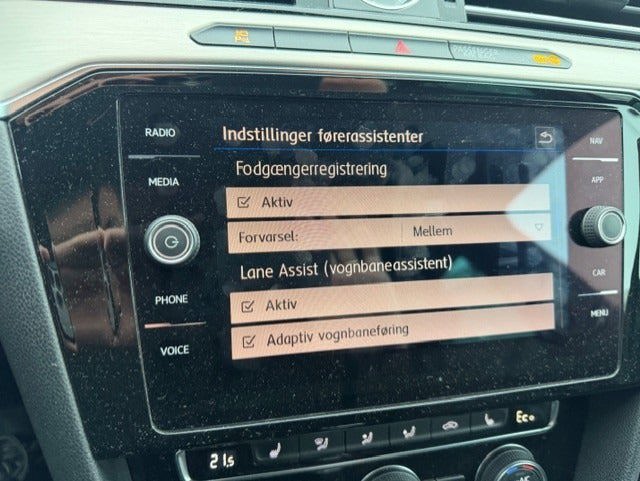 PASSENGER
RADIO
MEDIA
PHONE
VOICE
Indstillinger førerassistenter
Fodgængerregistrering
Aktiv
Forvarsel: Mellem
Lane Assist (vognbaneassistent)
Aktiv
Adaptiv vognbaneføring
NAV
APP
CAR
MENU
21,5
Eco